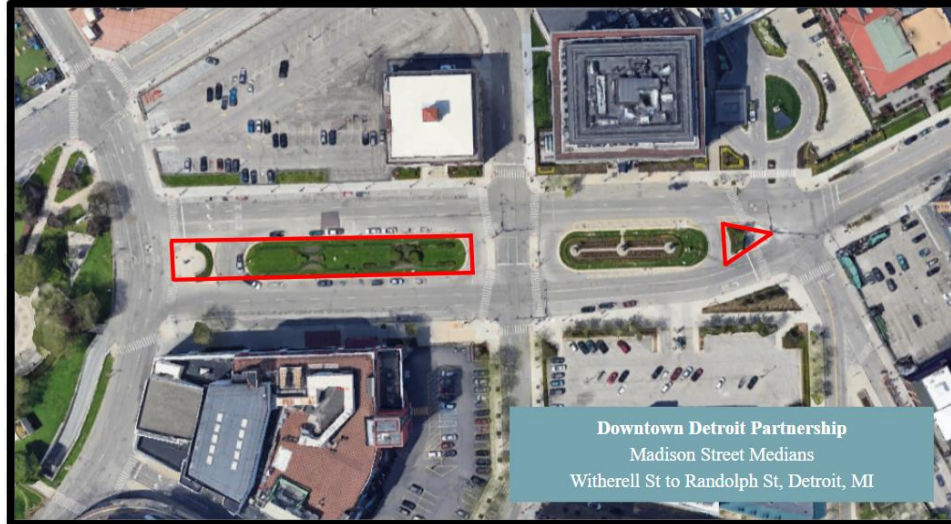 Downtown Detroit Partnership
Madison Street Medians
Witherell St to Randolph St, Detroit, MI